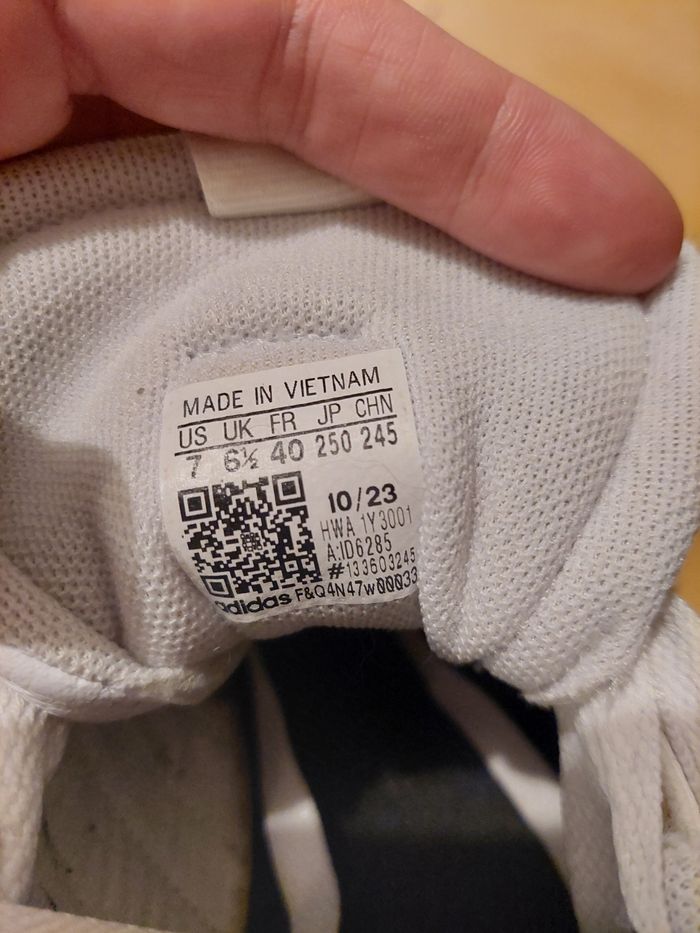 MADE IN VIETNAM
US UK FR JP CHN
7 6½ 40 250 245
10/23
HWA 1Y3001
A:ID6285
#133603245
adidas F&Q4N47w00033